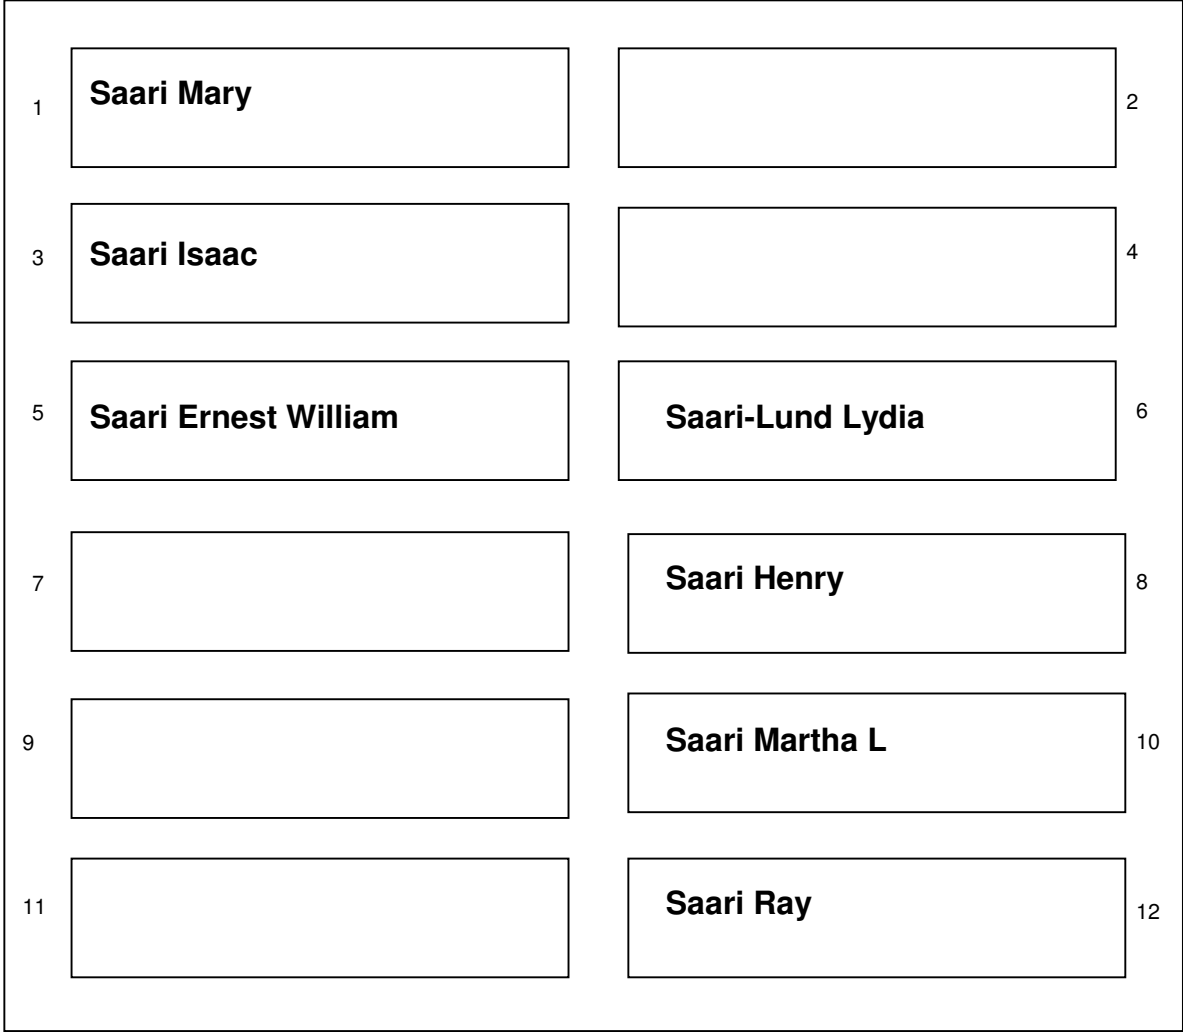 1 Saari Mary 2
3 Saari Isaac 4
5 Saari Ernest William Saari-Lund Lydia 6
7 Saari Henry 8
9 Saari Martha L 10
11 Saari Ray 12